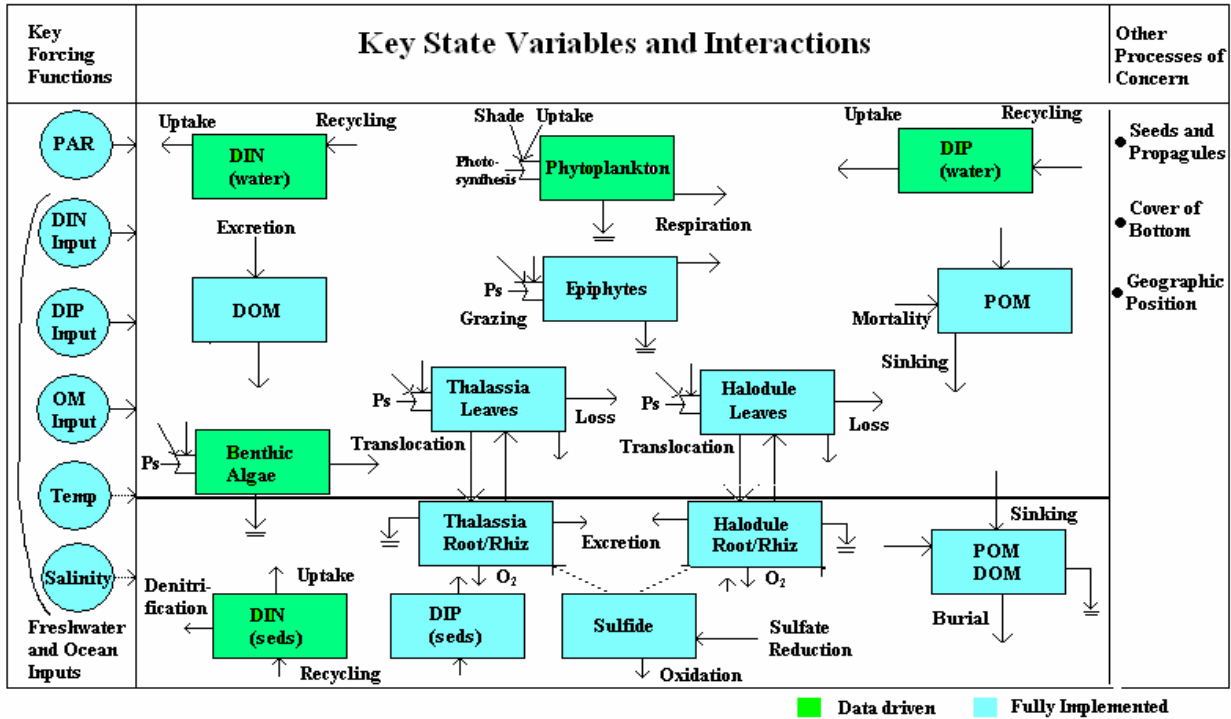 Key
Forcing
Functions
Key State Variables and Interactions
Other
Processes of
Concern
PAR
DIN
Input
DIP
Input
OM
Input
Temp
Salinity
Freshwater
and Ocean
Inputs
Uptake
Recycling
DIN
(water)
Shade
Uptake
Photo-
synthesis
Phytoplankton
Respiration
Uptake
Recycling
DIP
(water)
Excretion
DOM
Ps
Grazing
Epiphytes
POM
Mortality
Sinking
Ps
Thalassia
Leaves
Loss
Translocation
Ps
Halodule
Leaves
Loss
Translocation
Ps
Benthic
Algae
Thalassia
Root/Rhiz
Excretion
O2
Halodule
Root/Rhiz
O2
Sinking
POM
DOM
Burial
Denitri-
fication
Uptake
DIN
(seds)
Recycling
DIP
(seds)
Sulfide
Sulfate
Reduction
Oxidation
Seeds and
Propagules
Cover of
Bottom
Geographic
Position
Data driven
Fully Implemented